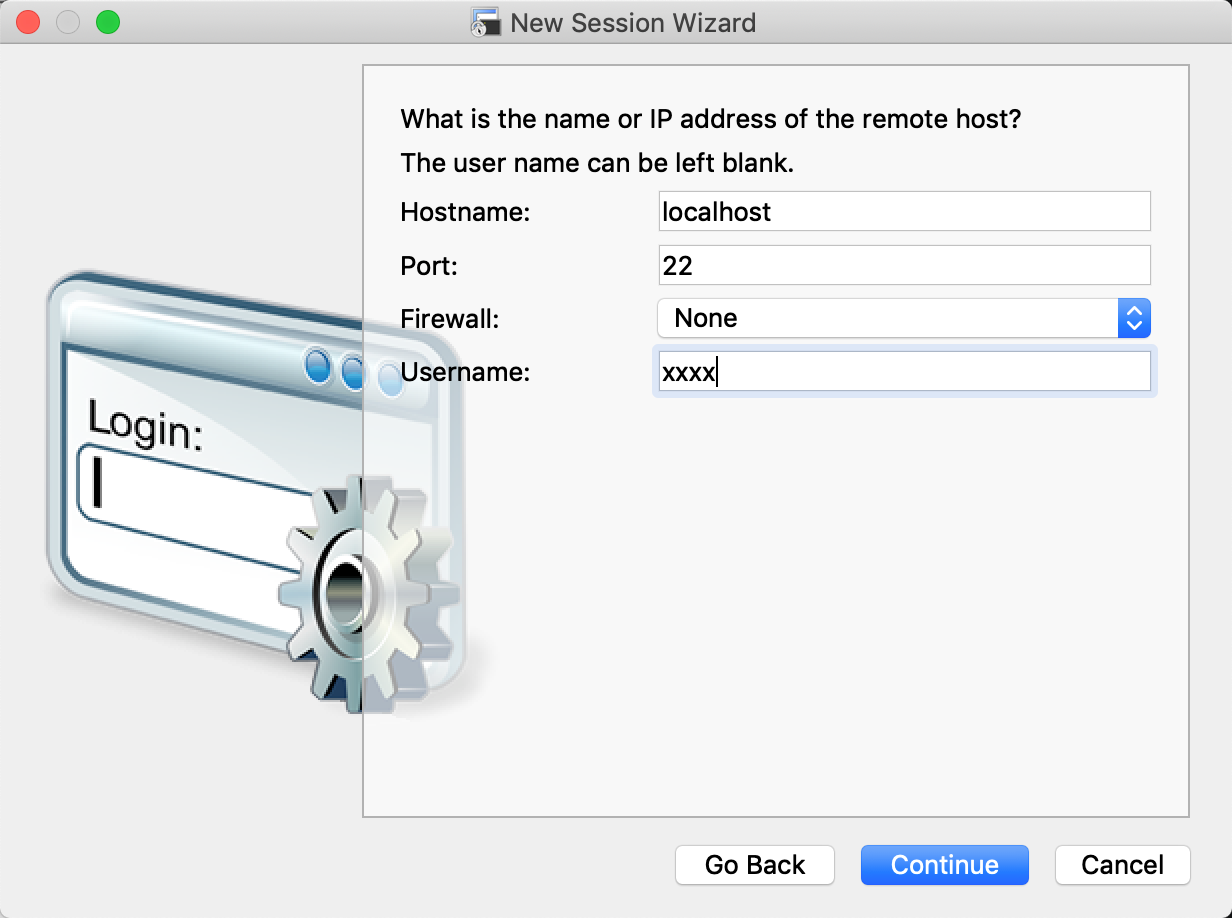 New Session Wizard
What is the name or IP address of the remote host?
The user name can be left blank.
Hostname: localhost
Port: 22
Firewall: None
Username: xxxx
Login:
Go Back Continue Cancel